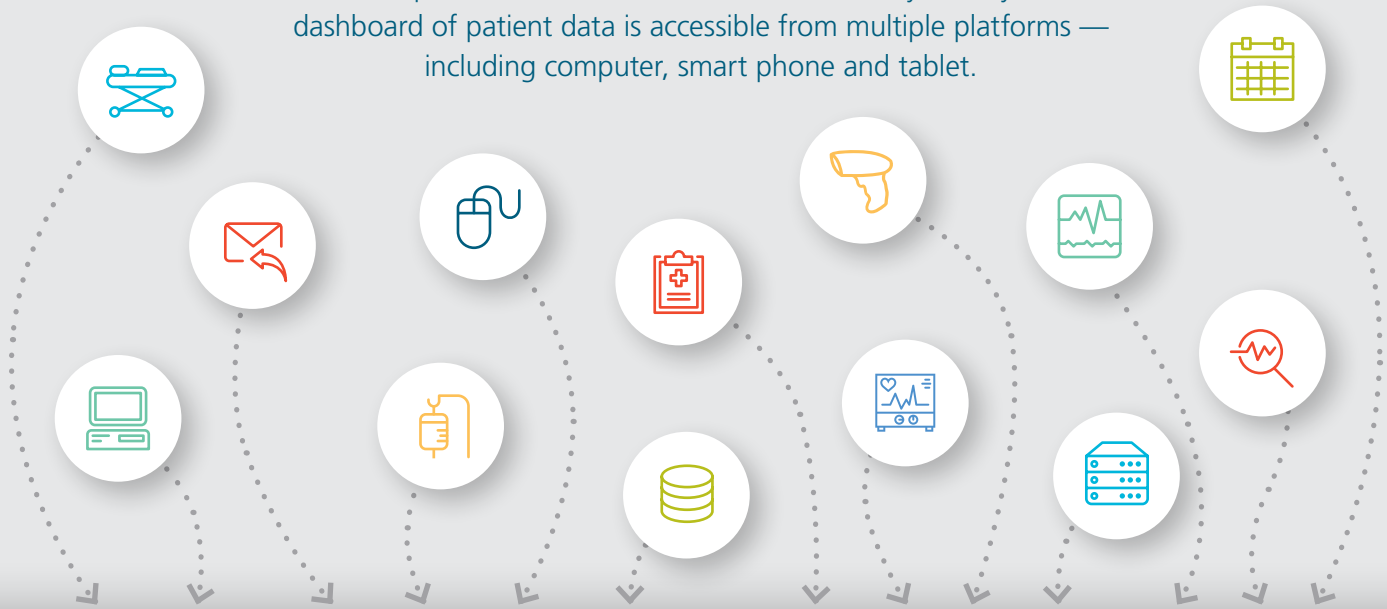 dashboard of patient data is accessible from multiple platforms —
including computer, smart phone and tablet.